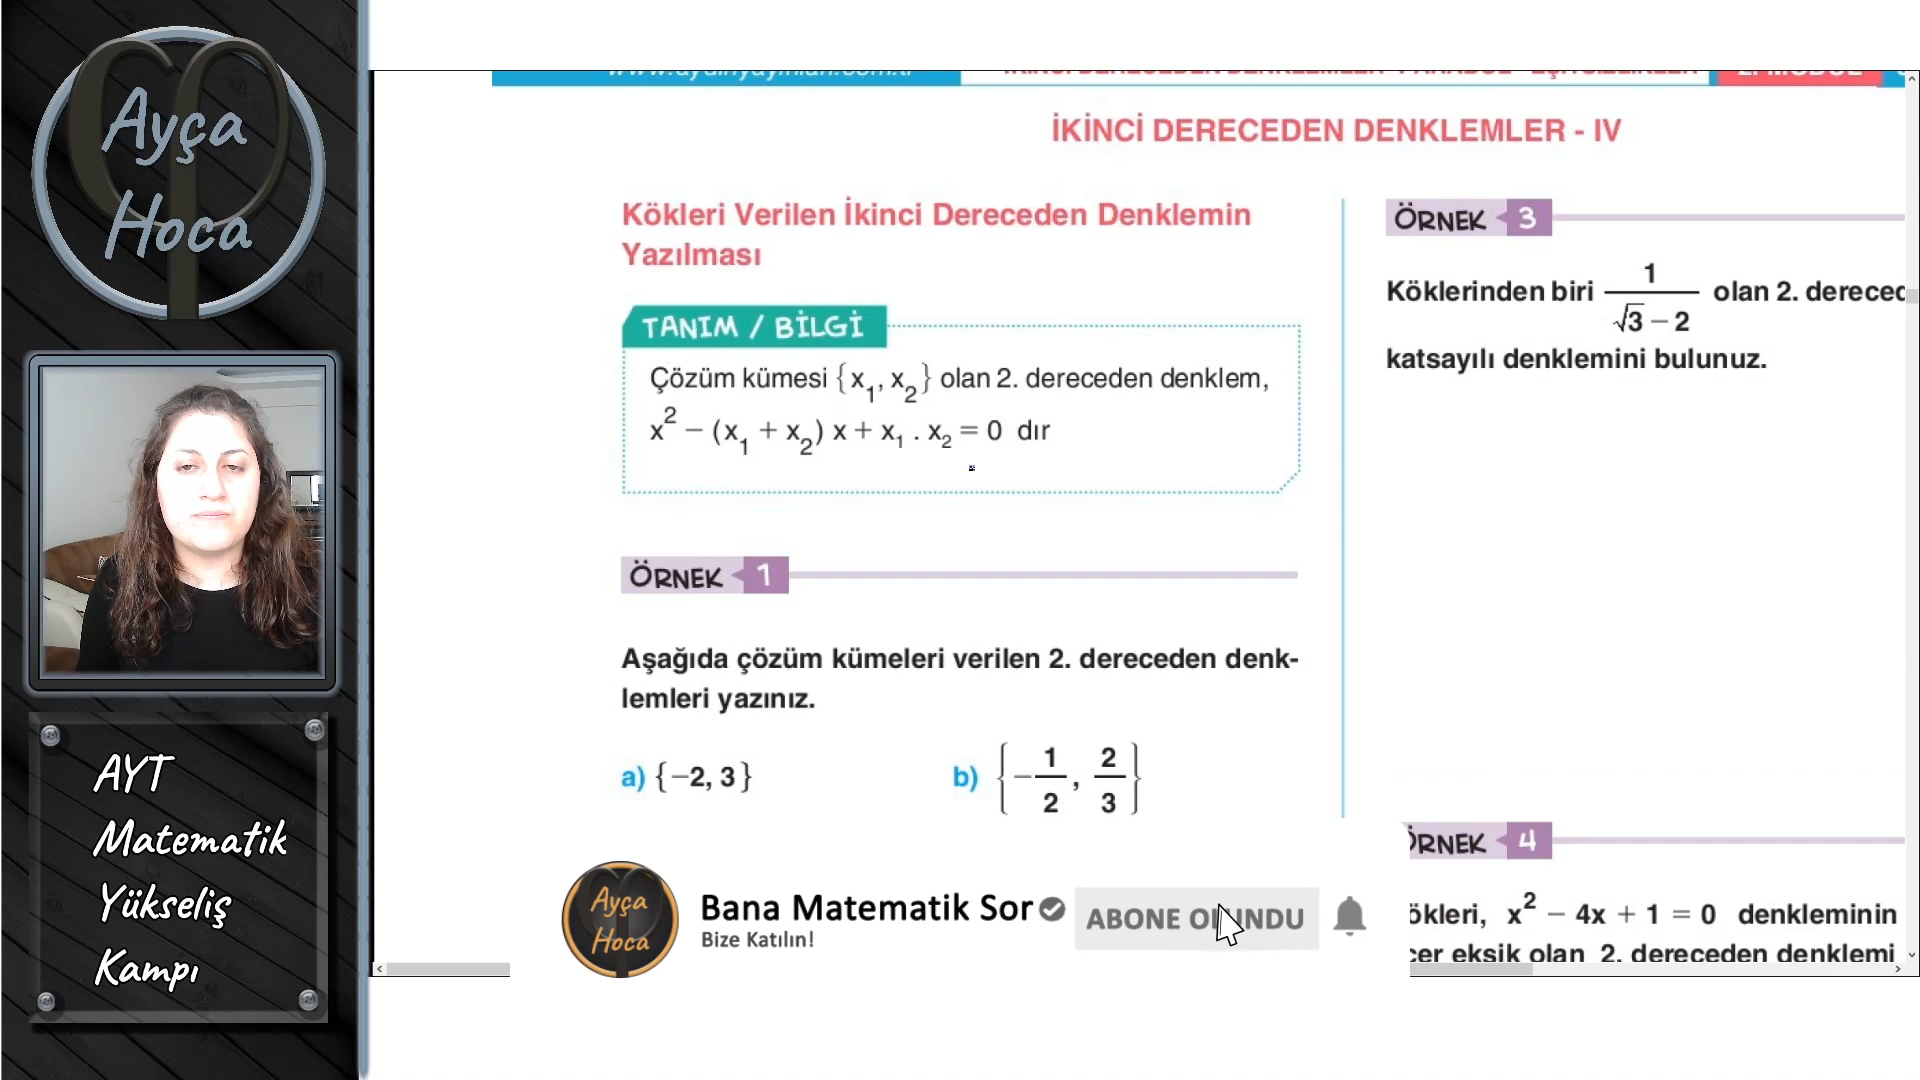 Ayça
Hoca
AYT
Matematik
Yükseliş
Kampı
İKİNCİ DERECEDEN DENKLEMLER - IV
Kökleri Verilen İkinci Dereceden Denklemin
Yazılması
TANIM / BİLGİ
Çözüm kümesi {x₁, x₂} olan 2. dereceden denklem,
x² − (x₁ + x₂) x + x₁ . x₂ = 0 dır
ÖRNEK 1
Aşağıda çözüm kümeleri verilen 2. dereceden denk-
lemleri yazınız.
a) {−2, 3}
b) {−1/2, 2/3}
ÖRNEK 3
Köklerinden biri 1/(√3 − 2) olan 2. derece
katsayılı denklemini bulunuz.
RNEK 4
ökleri, x² − 4x + 1 = 0 denkleminin
er eksik olan 2. dereceden denklemi
Ayça
Hoca
Bana Matematik Sor
Bize Katılın!
ABONE OLUNDU